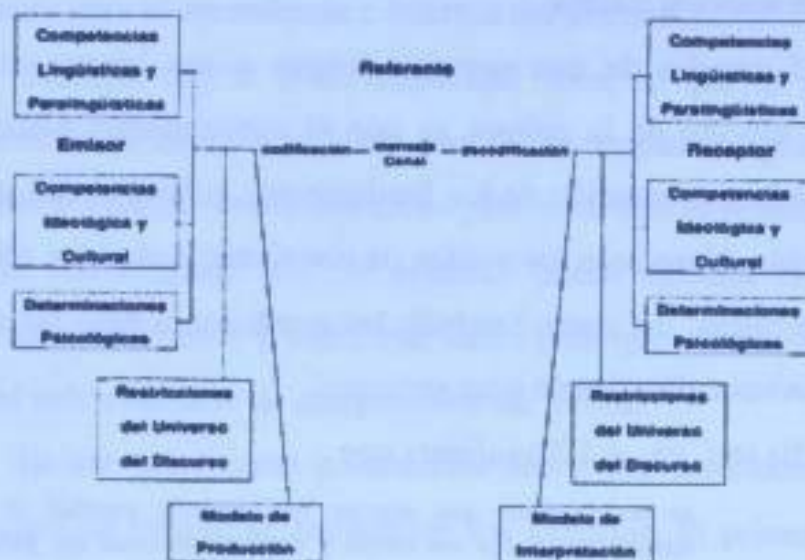 Competencias
Lingüísticas y
Paralingüísticas
Emisor
Competencias
Ideológica y
Cultural
Determinaciones
Psicológicas
Restricciones
del Universo
del Discurso
Modelo de
Producción
Referente
codificación
mensaje
Canal
decodificación
Competencias
Lingüísticas y
Paralingüísticas
Receptor
Competencias
Ideológica y
Cultural
Determinaciones
Psicológicas
Restricciones
del Universo
del Discurso
Modelo de
Interpretación